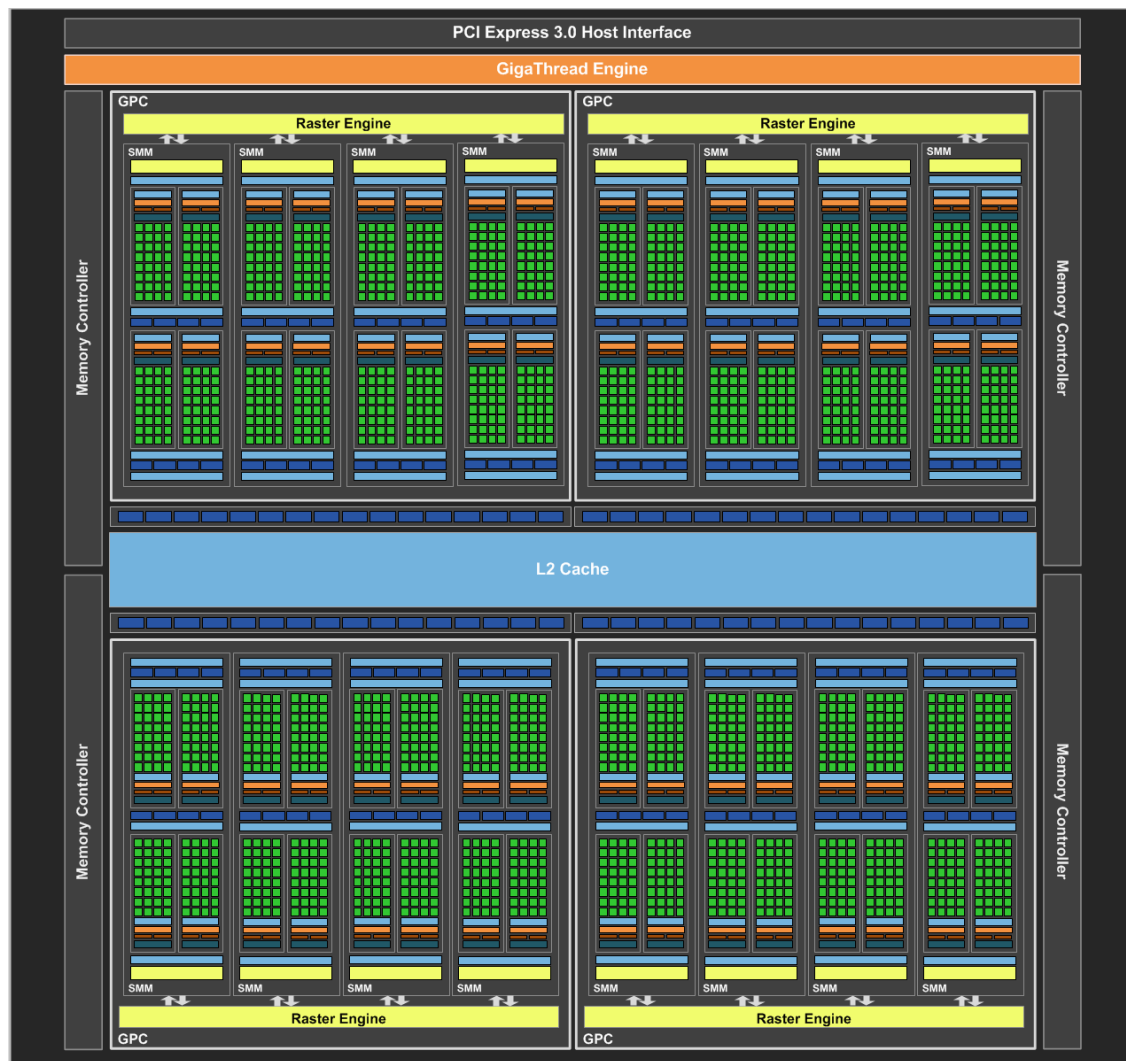 PCI Express 3.0 Host Interface
GigaThread Engine
GPC
GPC
Raster Engine
Raster Engine
SMM
SMM
SMM
SMM
SMM
SMM
SMM
SMM
Memory Controller
Memory Controller
L2 Cache
Memory Controller
Memory Controller
SMM
SMM
SMM
SMM
SMM
SMM
SMM
SMM
Raster Engine
Raster Engine
GPC
GPC